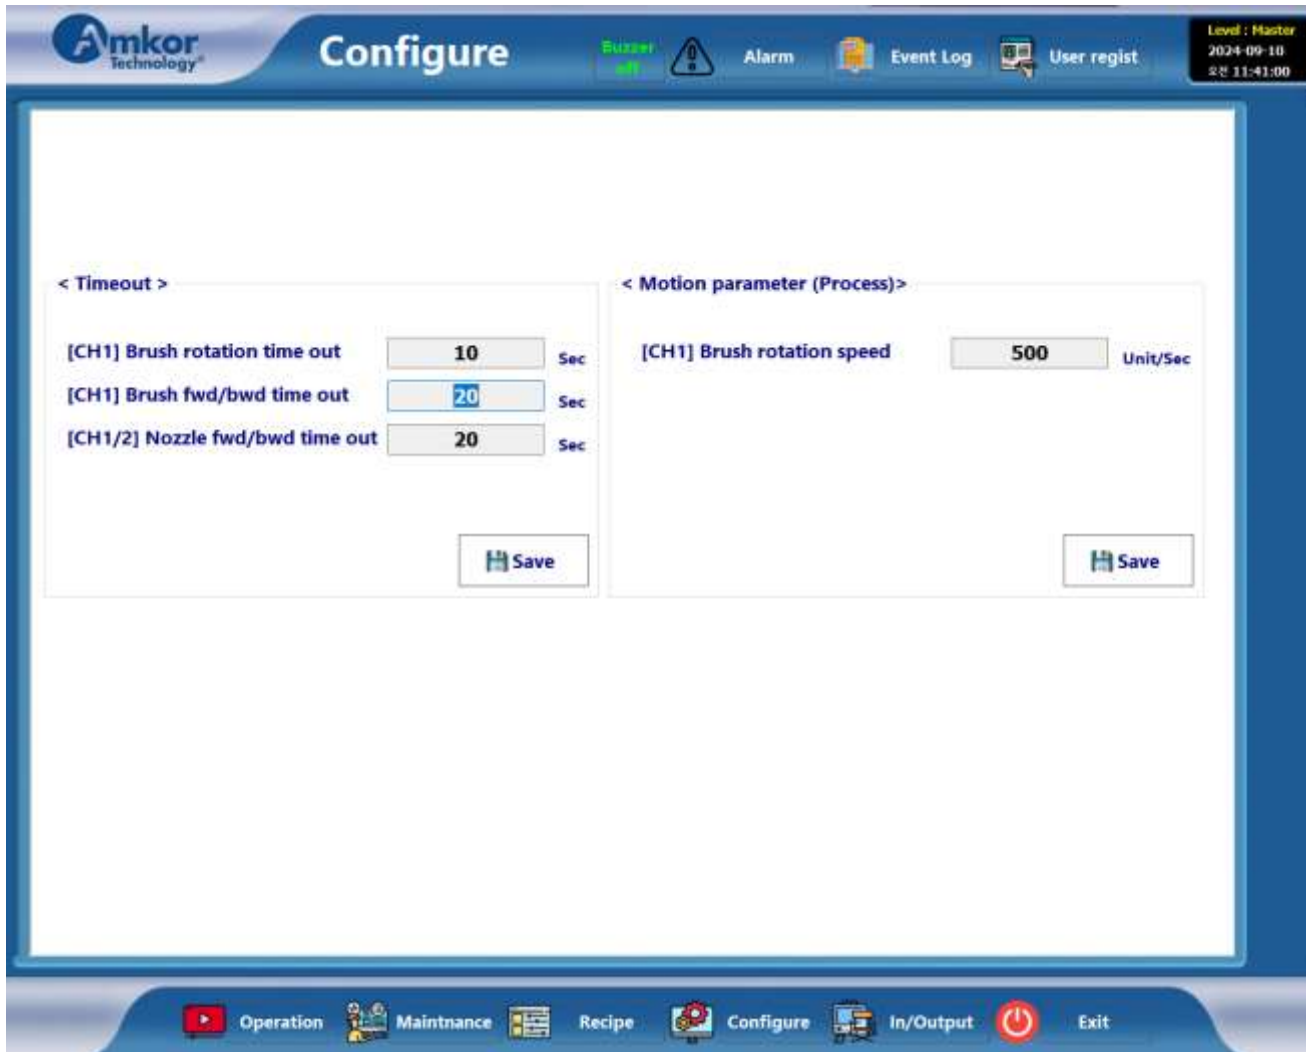 Amkor
Technology®
Configure
Buzzer
off
Alarm
Event Log
User regist
Level : Master
2024-09-10
오전 11:41:00
< Timeout >
[CH1] Brush rotation time out 10 Sec
[CH1] Brush fwd/bwd time out 20 Sec
[CH1/2] Nozzle fwd/bwd time out 20 Sec
Save
< Motion parameter (Process)>
[CH1] Brush rotation speed 500 Unit/Sec
Save
Operation
Maintnance
Recipe
Configure
In/Output
Exit